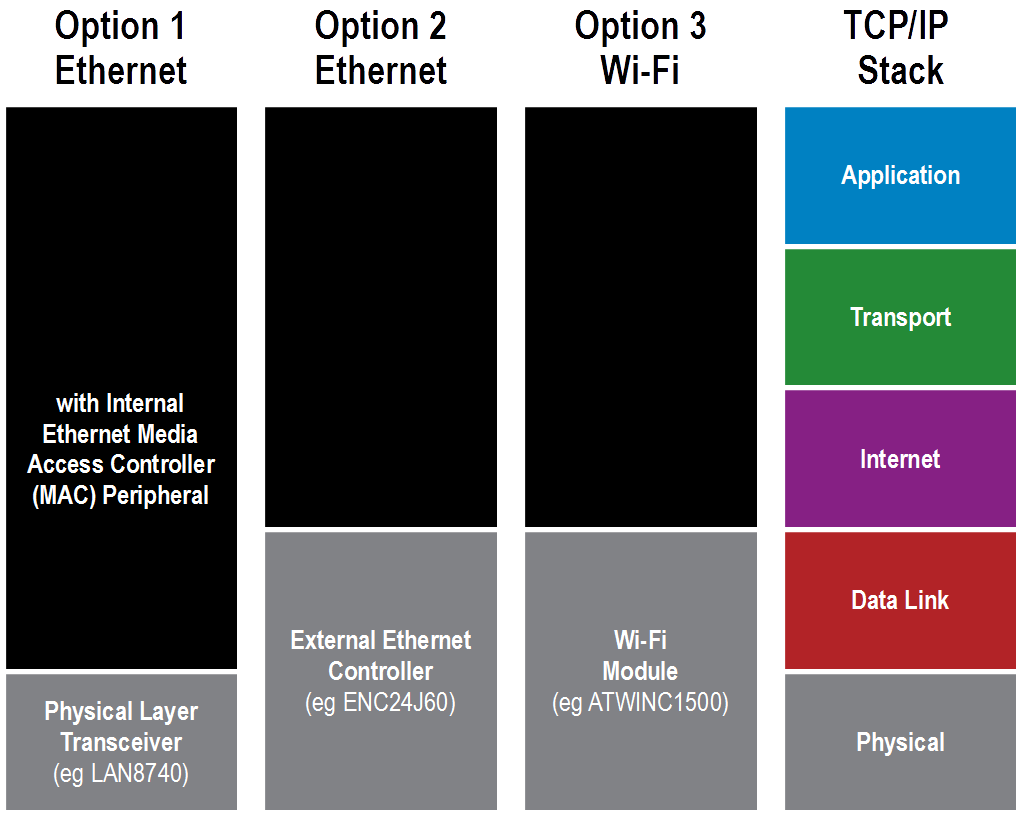 Option 1
Ethernet
Option 2
Ethernet
Option 3
Wi-Fi
TCP/IP
Stack
with Internal
Ethernet Media
Access Controller
(MAC) Peripheral
Physical Layer
Transceiver
(eg LAN8740)
External Ethernet
Controller
(eg ENC24J60)
Wi-Fi
Module
(eg ATWINC1500)
Application
Transport
Internet
Data Link
Physical